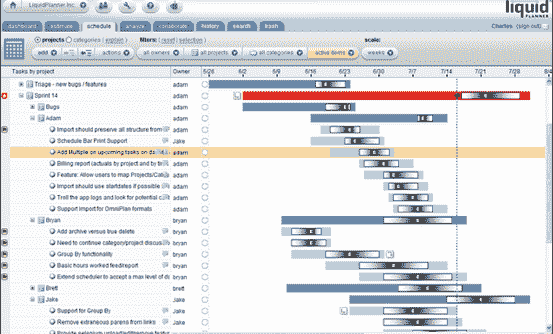 LiquidPlanner Inc.
liquid
PLANNER
dashboard estimate schedule analyze collaborate history search trash
Charles (sign out)
projects categories (explain) filters: (reset | selection) scale:
add actions all owners all projects all categories active items weeks
Tasks by project Owner 5/26 6/2 6/9 6/16 6/23 6/30 7/7 7/14 7/21 7/28 8/4
Triage - new bugs / features adam
Sprint 14 adam
Bugs adam
Adam adam
Import should preserve all structure from adam
Schedule Bar Print Support Jake
Add Multiple on upcoming tasks on da adam
Billing report (actuals by project and by ti adam
Feature: Allow users to map Projects/Cat adam
Import should use startdates if possible adam
Troll the app logs and look for potential c adam
Support Import for OmniPlan formats adam
Bryan bryan
Add archive versus true delete bryan
Need to continue category/project discus bryan
Group By functionality bryan
Basic hours worked feed/report bryan
Extend scheduler to accept a max level of da bryan
Brett brett
Jake Jake
Support for Group By Jake
Remove extraneous parens from links Jake